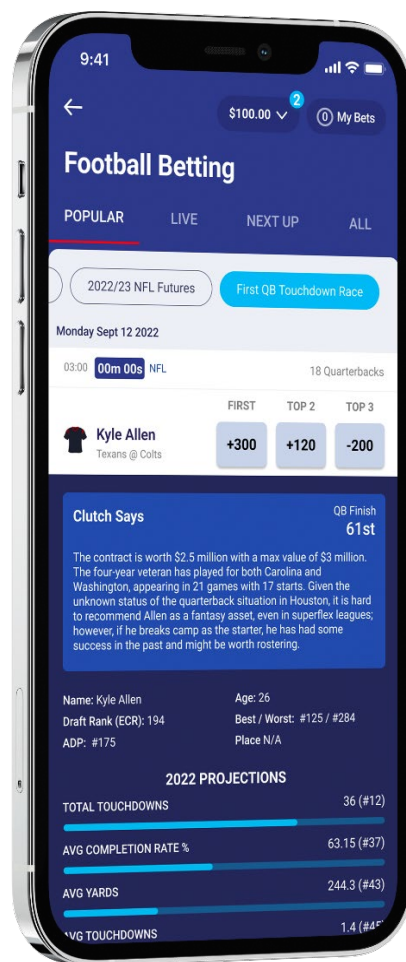 9:41
$100.00
2
0 My Bets
Football Betting
POPULAR LIVE NEXT UP ALL
2022/23 NFL Futures
First QB Touchdown Race
Monday Sept 12 2022
03:00 00m 00s NFL 18 Quarterbacks
FIRST TOP 2 TOP 3
Kyle Allen +300 +120 -200
Texans @ Colts
Clutch Says QB Finish
61st
The contract is worth $2.5 million with a max value of $3 million.
The four-year veteran has played for both Carolina and
Washington, appearing in 21 games with 17 starts. Given the
unknown status of the quarterback situation in Houston, it is hard
to recommend Allen as a fantasy asset, even in superflex leagues;
however, if he breaks camp as the starter, he has had some
success in the past and might be worth rostering.
Name: Kyle Allen Age: 26
Draft Rank (ECR): 194 Best / Worst: #125 / #284
ADP: #175 Place N/A
2022 PROJECTIONS
TOTAL TOUCHDOWNS 36 (#12)
AVG COMPLETION RATE % 63.15 (#37)
AVG YARDS 244.3 (#43)
AVG TOUCHDOWNS 1.4 (#45